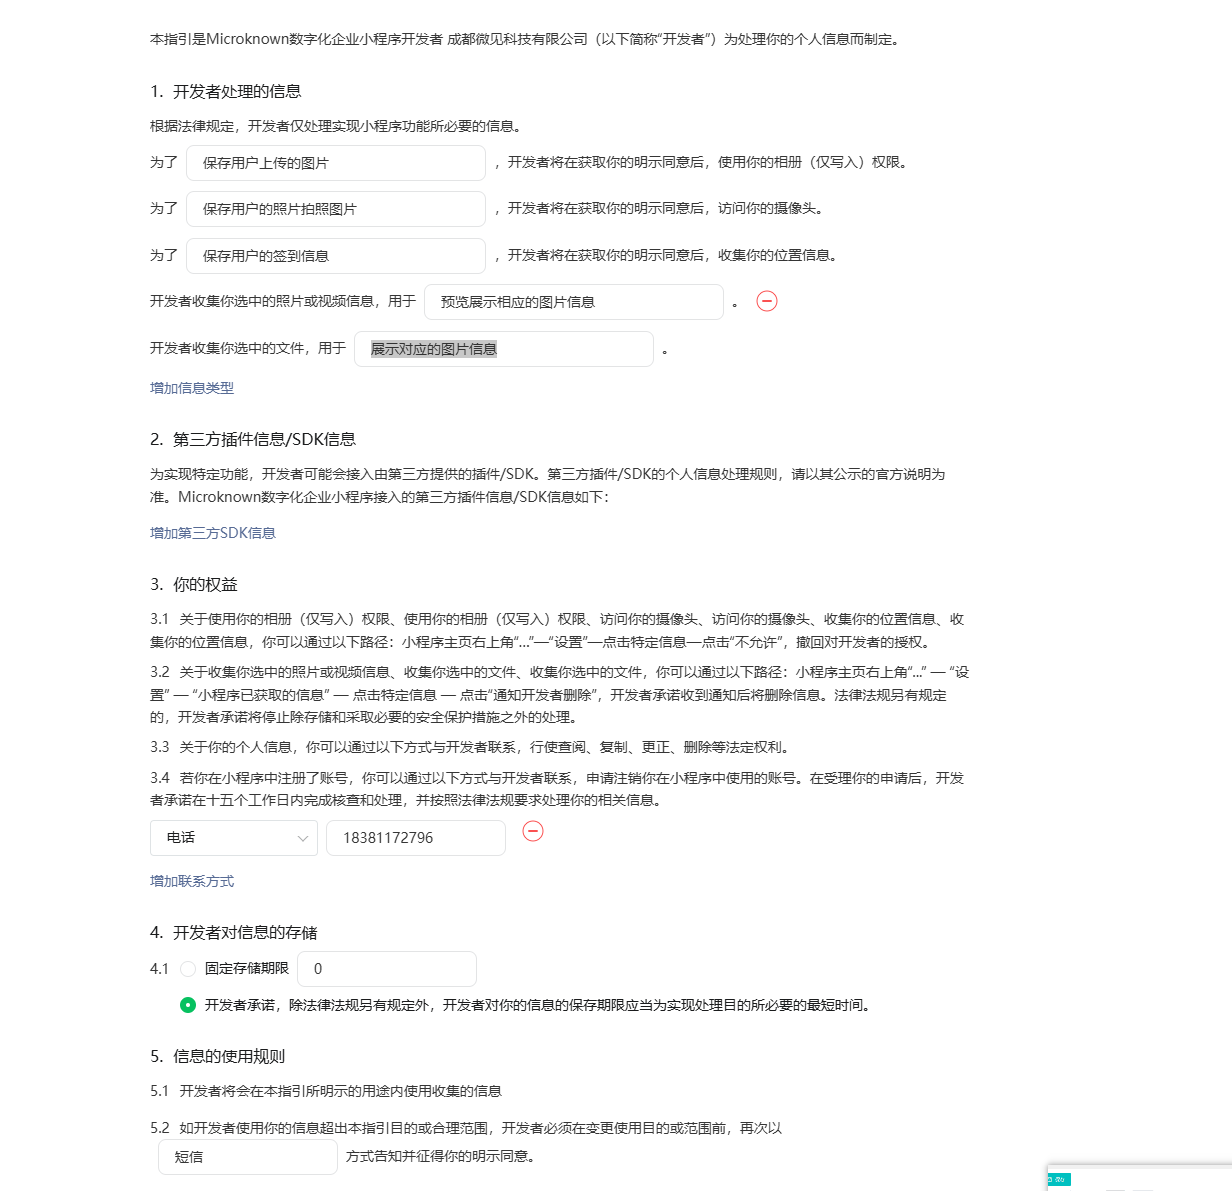 本指引是Microknown数字化企业小程序开发者 成都微见科技有限公司（以下简称“开发者”）为处理你的个人信息而制定。
1. 开发者处理的信息
根据法律规定，开发者仅处理实现小程序功能所必要的信息。
为了 保存用户上传的图片 ，开发者将在获取你的明示同意后，使用你的相册（仅写入）权限。
为了 保存用户的照片拍照图片 ，开发者将在获取你的明示同意后，访问你的摄像头。
为了 保存用户的签到信息 ，开发者将在获取你的明示同意后，收集你的位置信息。
开发者收集你选中的照片或视频信息，用于 预览展示相应的图片信息 。
开发者收集你选中的文件，用于 展示对应的图片信息 。
增加信息类型
2. 第三方插件信息/SDK信息
为实现特定功能，开发者可能会接入由第三方提供的插件/SDK。第三方插件/SDK的个人信息处理规则，请以其公示的官方说明为
准。Microknown数字化企业小程序接入的第三方插件信息/SDK信息如下：
增加第三方SDK信息
3. 你的权益
3.1 关于使用你的相册（仅写入）权限、使用你的相册（仅写入）权限、访问你的摄像头、访问你的摄像头、收集你的位置信息、收
集你的位置信息，你可以通过以下路径：小程序主页右上角“...”—“设置”—点击特定信息—点击“不允许”，撤回对开发者的授权。
3.2 关于收集你选中的照片或视频信息、收集你选中的文件、收集你选中的文件，你可以通过以下路径：小程序主页右上角“...” — “设
置” — “小程序已获取的信息” — 点击特定信息 — 点击“通知开发者删除”，开发者承诺收到通知后将删除信息。法律法规另有规定
的，开发者承诺将停止除存储和采取必要的安全保护措施之外的处理。
3.3 关于你的个人信息，你可以通过以下方式与开发者联系，行使查阅、复制、更正、删除等法定权利。
3.4 若你在小程序中注册了账号，你可以通过以下方式与开发者联系，申请注销你在小程序中使用的账号。在受理你的申请后，开发
者承诺在十五个工作日内完成核查和处理，并按照法律法规要求处理你的相关信息。
电话 18381172796
增加联系方式
4. 开发者对信息的存储
4.1 固定存储期限 0
开发者承诺，除法律法规另有规定外，开发者对你的信息的保存期限应当为实现处理目的所必要的最短时间。
5. 信息的使用规则
5.1 开发者将会在本指引所明示的用途内使用收集的信息
5.2 如开发者使用你的信息超出本指引目的或合理范围，开发者必须在变更使用目的或范围前，再次以
短信 方式告知并征得你的明示同意。